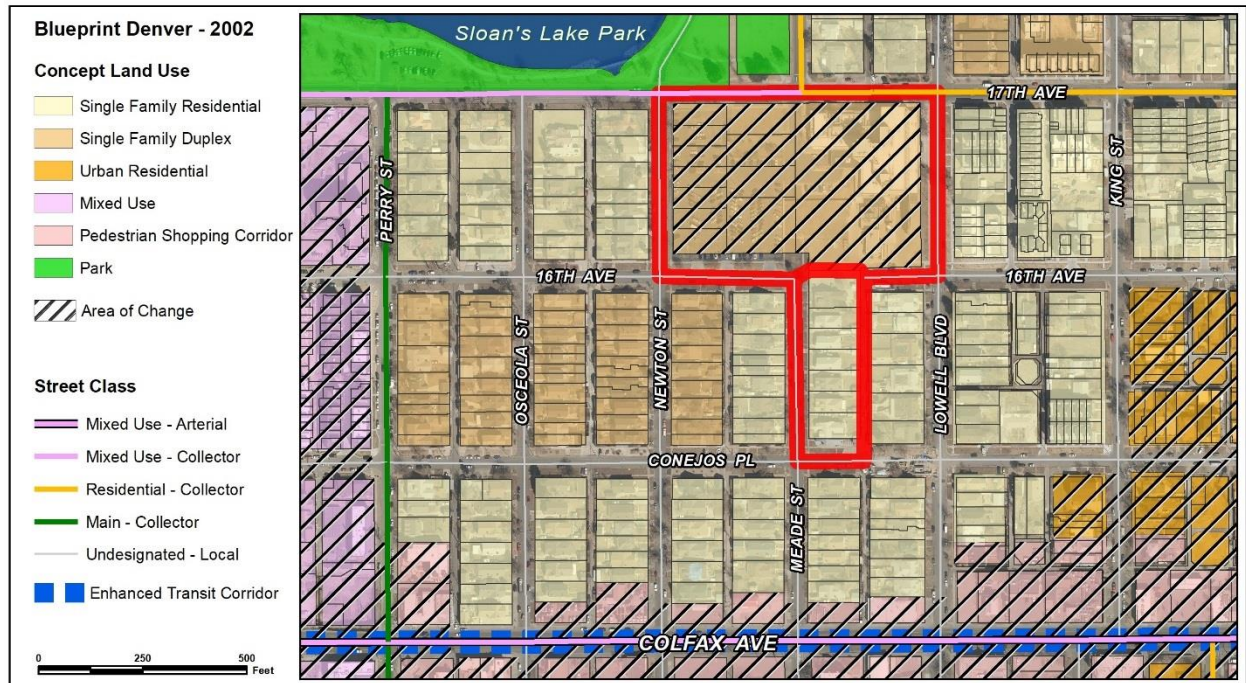 Blueprint Denver - 2002
Concept Land Use
Single Family Residential
Single Family Duplex
Urban Residential
Mixed Use
Pedestrian Shopping Corridor
Park
Area of Change
Street Class
Mixed Use - Arterial
Mixed Use - Collector
Residential - Collector
Main - Collector
Undesignated - Local
Enhanced Transit Corridor
0 250 500
Feet
Sloan's Lake Park
17TH AVE
PERRY ST
KING ST
16TH AVE
16TH AVE
OSCEOLA ST
NEWTON ST
LOWELL BLVD
CONEJOS PL
MEADE ST
COLFAX AVE